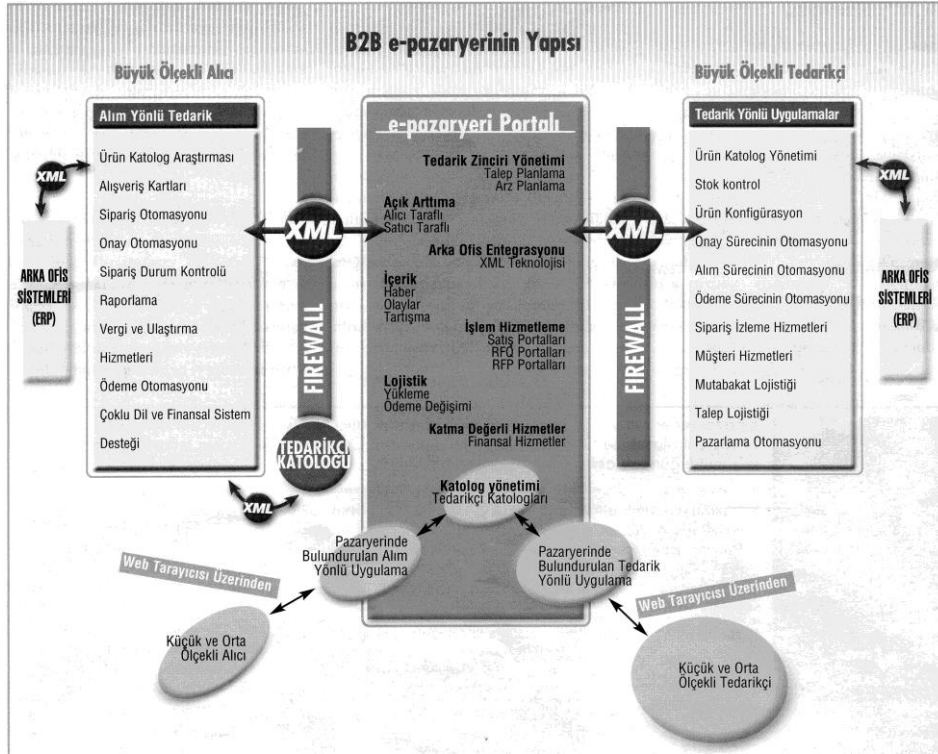 B2B e-pazaryerinin Yapısı
Büyük Ölçekli Alıcı
Alım Yönlü Tedarik
Ürün Katalog Araştırması
Alışveriş Kartları
Sipariş Otomasyonu
Onay Otomasyonu
Sipariş Durum Kontrolü
Raporlama
Vergi ve Ulaştırma
Hizmetleri
Ödeme Otomasyonu
Çoklu Dil ve Finansal Sistem
Desteği
XML
ARKA OFİS
SİSTEMLERİ
(ERP)
XML
FIREWALL
TEDARİKÇİ
KATOLOĞU
XML
e-pazaryeri Portalı
Tedarik Zinciri Yönetimi
Talep Planlama
Arz Planlama
Açık Arttıma
Alıcı Taraflı
Satıcı Taraflı
Arka Ofis Entegrasyonu
XML Teknolojisi
İçerik
Haber
Olaylar
Tartışma
İşlem Hizmetleme
Satış Portalları
RFQ Portalları
RFP Portalları
Lojistik
Yükleme
Ödeme Değişimi
Katma Değerli Hizmetler
Finansal Hizmetler
Katalog yönetimi
Tedarikçi Katologları
Pazaryerinde
Bulundurulan Alım
Yönlü Uygulama
Pazaryerinde
Bulundurulan Tedarik
Yönlü Uygulama
XML
FIREWALL
Büyük Ölçekli Tedarikçi
Tedarik Yönlü Uygulamalar
Ürün Katalog Yönetimi
Stok kontrol
Ürün Konfigürasyon
Onay Sürecinin Otomasyonu
Alım Sürecinin Otomasyonu
Ödeme Sürecinin Otomasyonu
Sipariş İzleme Hizmetleri
Müşteri Hizmetleri
Mutabakat Lojistiği
Talep Lojistiği
Pazarlama Otomasyonu
XML
ARKA OFİS
SİSTEMLERİ
(ERP)
Web Tarayıcısı Üzerinden
Küçük ve Orta
Ölçekli Alıcı
Web Tarayıcısı Üzerinden
Küçük ve Orta
Ölçekli Tedarikçi